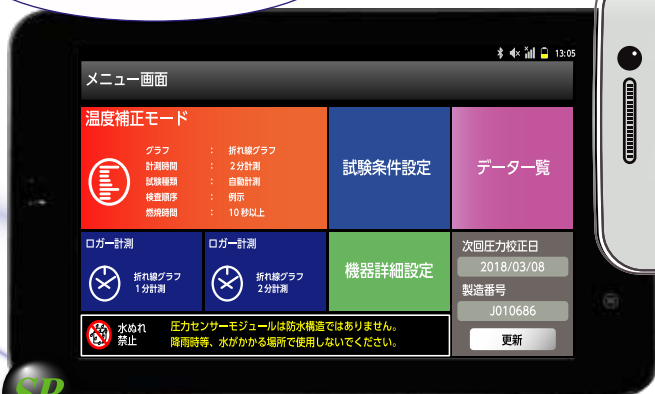 13:05
メニュー画面
温度補正モード
グラフ : 折れ線グラフ
計測時間 : 2分計測
試験種類 : 自動計測
検査順序 : 例示
燃焼時間 : 10秒以上
試験条件設定
データ一覧
ロガー計測
折れ線グラフ
1分計測
ロガー計測
折れ線グラフ
2分計測
機器詳細設定
次回圧力校正日
2018/03/08
製造番号
J010686
更新
水ぬれ
禁止
圧力センサーモジュールは防水構造ではありません。
降雨時等、水がかかる場所で使用しないでください。
SP